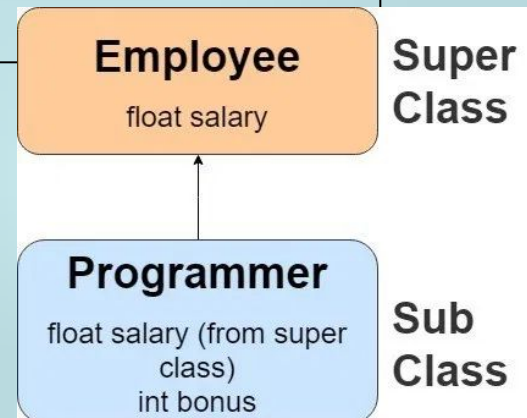 Employee
float salary
Super
Class
Programmer
float salary (from super
class)
int bonus
Sub
Class